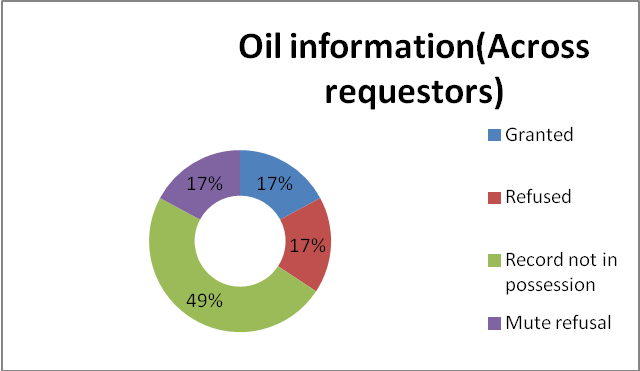 Oil information(Across
requestors)
Granted
17%
17%
Refused
17%
Record not in
possession
49%
Mute refusal